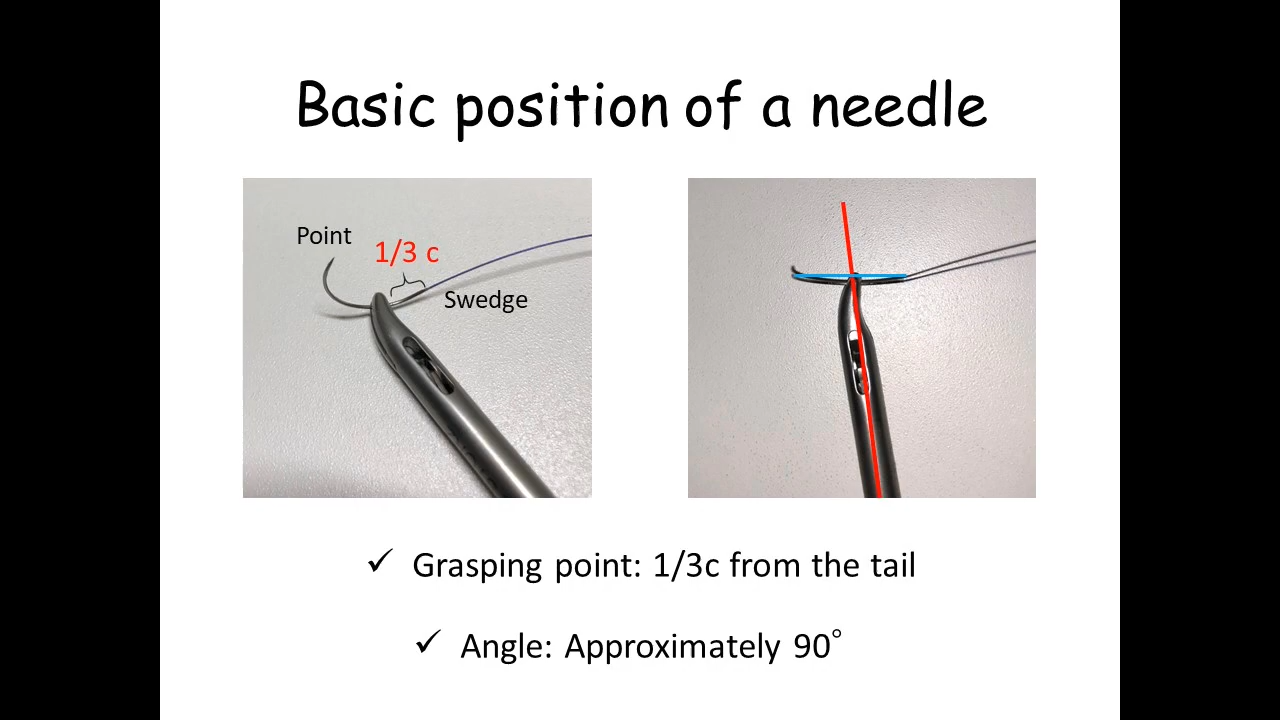 Basic position of a needle
Point
1/3 c
Swedge
✓ Grasping point: 1/3c from the tail
✓ Angle: Approximately 90°